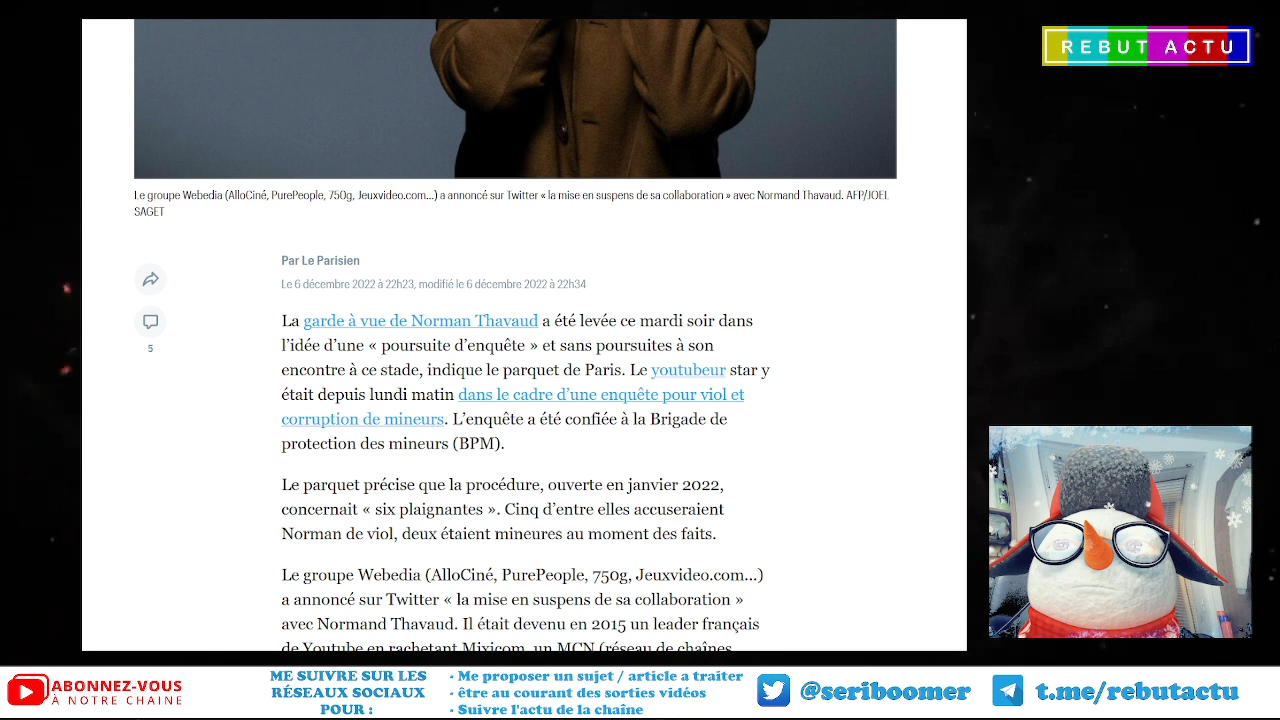 REBUT ACTU
Le groupe Webedia (AlloCiné, PurePeople, 750g, Jeuxvideo.com...) a annoncé sur Twitter « la mise en suspens de sa collaboration » avec Normand Thavaud. AFP/JOEL
SAGET
Par Le Parisien
Le 6 décembre 2022 à 22h23, modifié le 6 décembre 2022 à 22h34
5
La garde à vue de Norman Thavaud a été levée ce mardi soir dans
l'idée d'une « poursuite d'enquête » et sans poursuites à son
encontre à ce stade, indique le parquet de Paris. Le youtubeur star y
était depuis lundi matin dans le cadre d'une enquête pour viol et
corruption de mineurs. L'enquête a été confiée à la Brigade de
protection des mineurs (BPM).
Le parquet précise que la procédure, ouverte en janvier 2022,
concernait « six plaignantes ». Cinq d'entre elles accuseraient
Norman de viol, deux étaient mineures au moment des faits.
Le groupe Webedia (AlloCiné, PurePeople, 750g, Jeuxvideo.com...)
a annoncé sur Twitter « la mise en suspens de sa collaboration »
avec Normand Thavaud. Il était devenu en 2015 un leader français
de Youtube en rachetant Mixicom, un MCN (réseau de chaînes
ABONNEZ-VOUS
À NOTRE CHAINE
ME SUIVRE SUR LES
RÉSEAUX SOCIAUX
POUR :
- Me proposer un sujet / article a traiter
- être au courant des sorties vidéos
- Suivre l'actu de la chaîne
@seriboomer
t.me/rebutactu